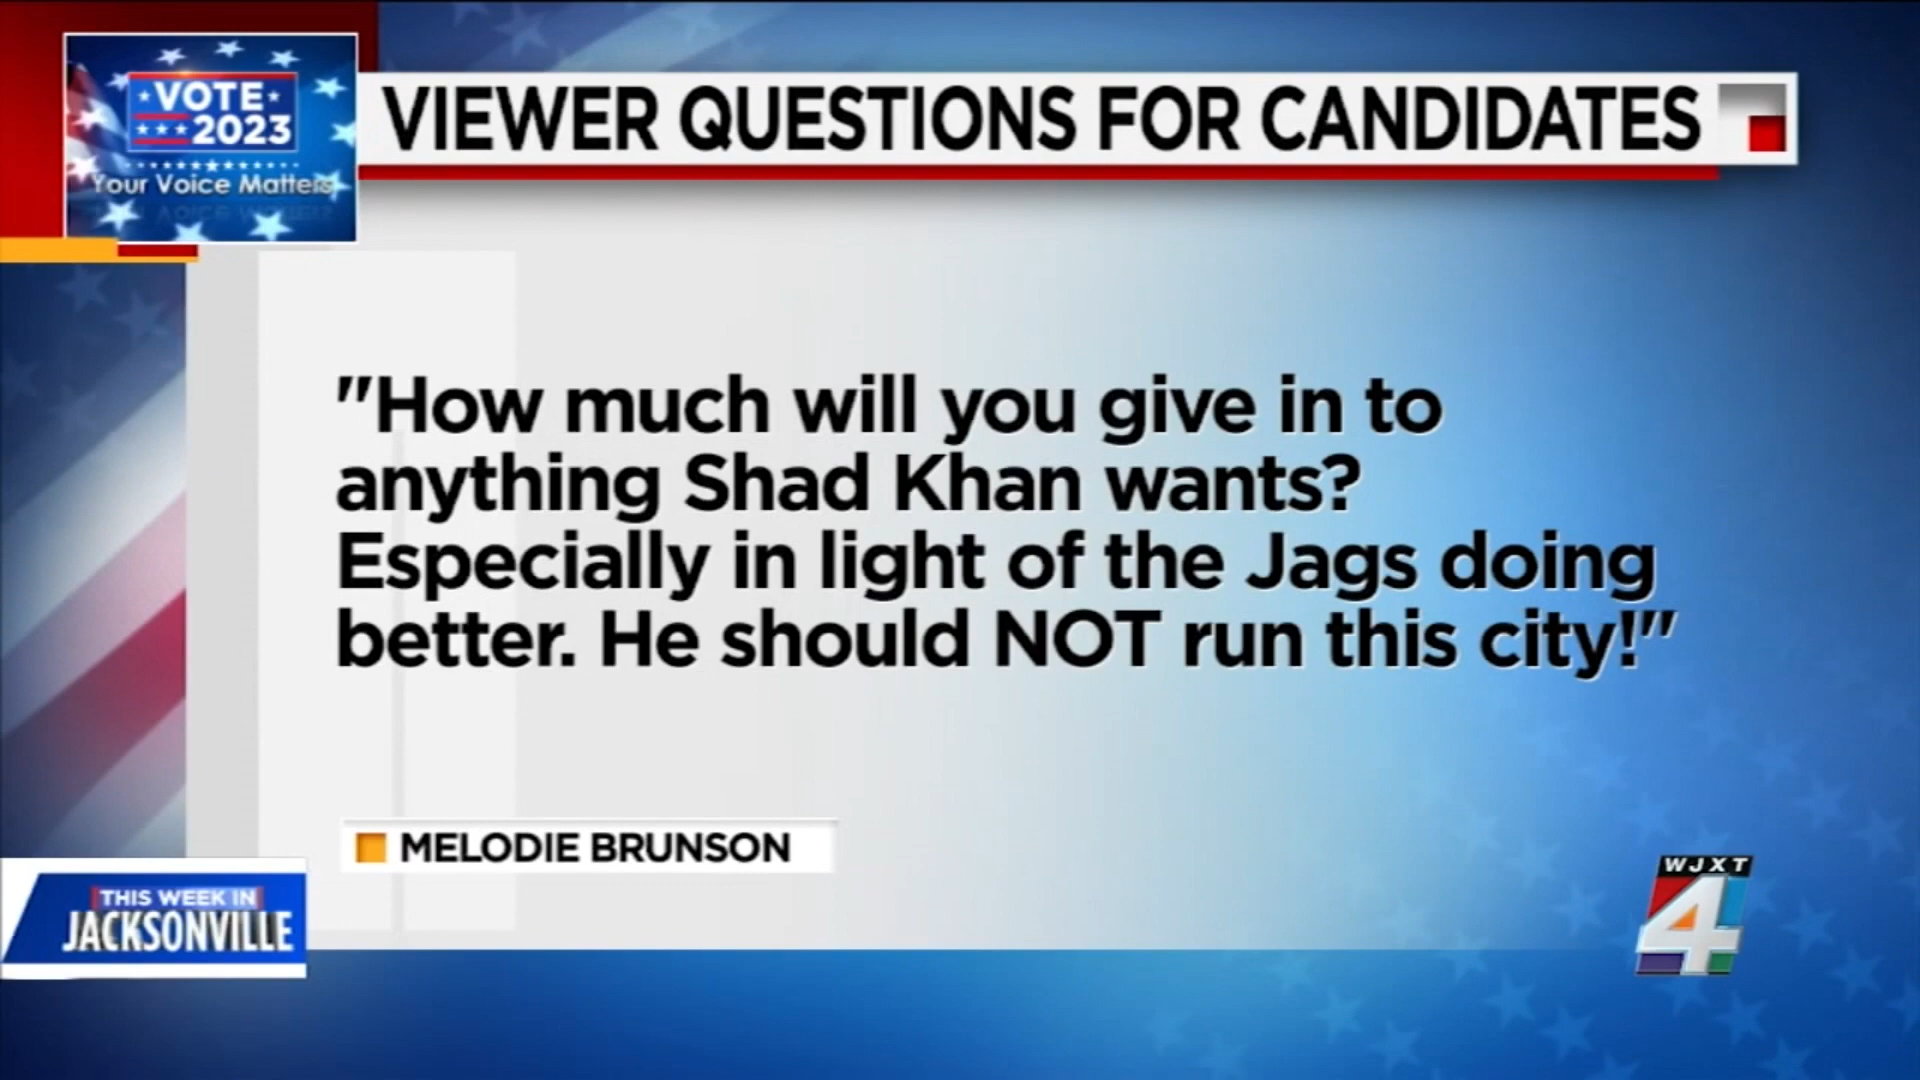 VOTE
2023
Your Voice Matters
VIEWER QUESTIONS FOR CANDIDATES
"How much will you give in to
anything Shad Khan wants?
Especially in light of the Jags doing
better. He should NOT run this city!"
MELODIE BRUNSON
THIS WEEK IN
JACKSONVILLE
WJXT
4